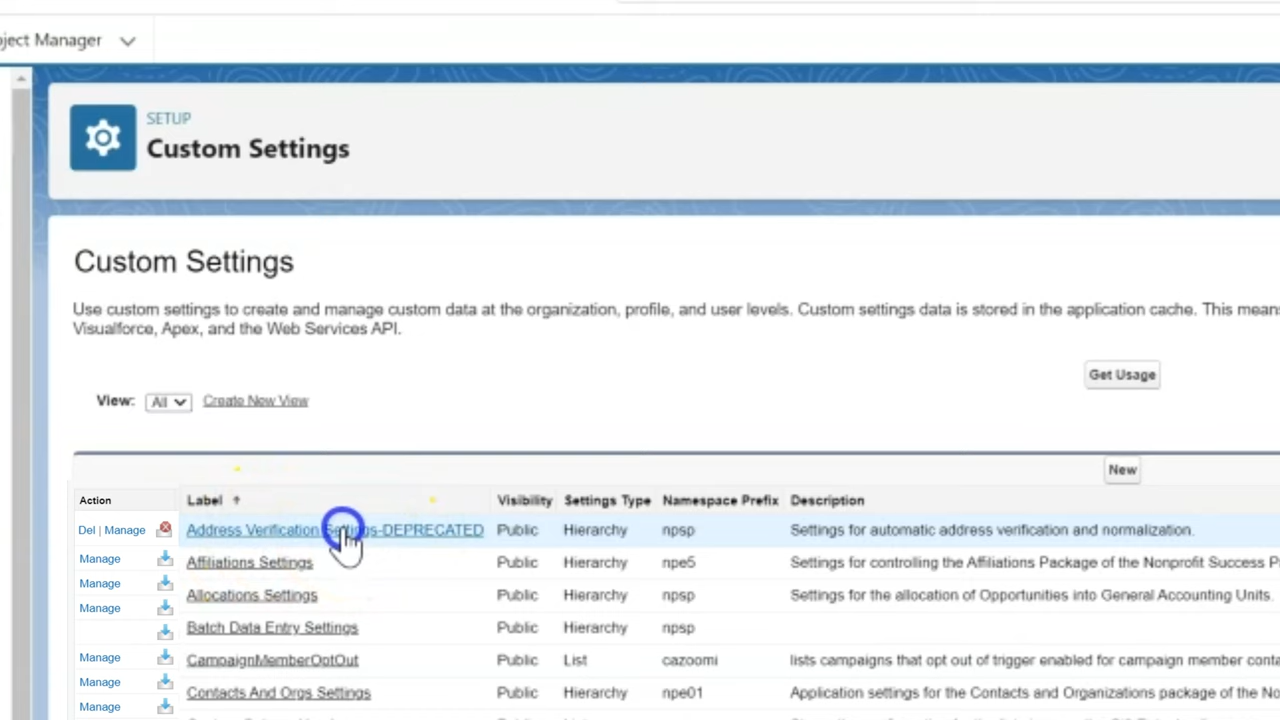 ject Manager
SETUP
Custom Settings
Custom Settings
Use custom settings to create and manage custom data at the organization, profile, and user levels. Custom settings data is stored in the application cache. This means
Visualforce, Apex, and the Web Services API.
Get Usage
View: All Create New View
New
Action Label Visibility Settings Type Namespace Prefix Description
Del | Manage Address Verification Settings-DEPRECATED Public Hierarchy npsp Settings for automatic address verification and normalization.
Manage Affiliations Settings Public Hierarchy npe5 Settings for controlling the Affiliations Package of the Nonprofit Success P
Manage
Manage Allocations Settings Public Hierarchy npsp Settings for the allocation of Opportunities into General Accounting Units.
Batch Data Entry Settings Public Hierarchy npsp
Manage CampaignMemberOptOut Public List cazoomi lists campaigns that opt out of trigger enabled for campaign member conta
Manage Contacts And Orgs Settings Public Hierarchy npe01 Application settings for the Contacts and Organizations package of the No
Manage